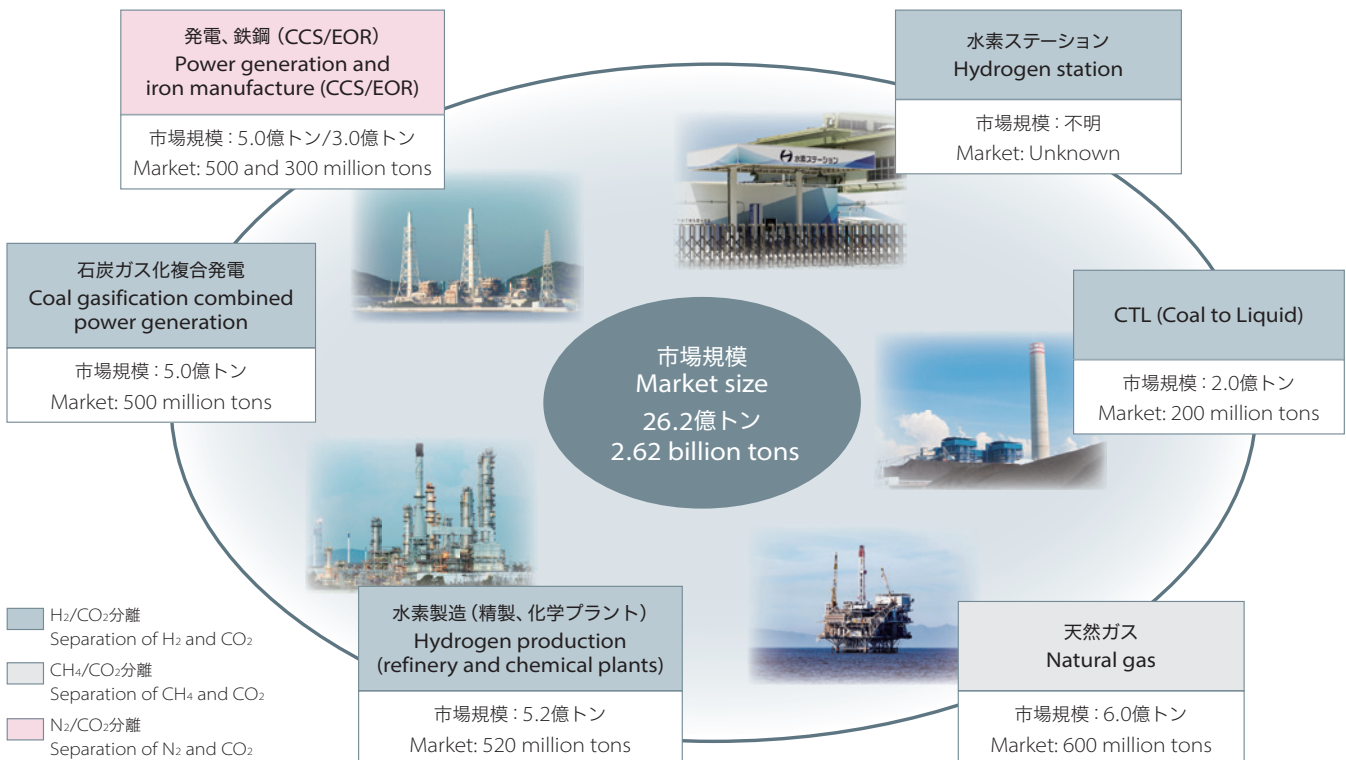 発電、鉄鋼（CCS/EOR）
Power generation and
iron manufacture (CCS/EOR)
市場規模：5.0億トン/3.0億トン
Market: 500 and 300 million tons
水素ステーション
Hydrogen station
市場規模：不明
Market: Unknown
水素ステーション
石炭ガス化複合発電
Coal gasification combined
power generation
市場規模：5.0億トン
Market: 500 million tons
市場規模
Market size
26.2億トン
2.62 billion tons
CTL (Coal to Liquid)
市場規模：2.0億トン
Market: 200 million tons
水素製造（精製、化学プラント）
Hydrogen production
(refinery and chemical plants)
市場規模：5.2億トン
Market: 520 million tons
天然ガス
Natural gas
市場規模：6.0億トン
Market: 600 million tons
H₂/CO₂分離
Separation of H₂ and CO₂
CH₄/CO₂分離
Separation of CH₄ and CO₂
N₂/CO₂分離
Separation of N₂ and CO₂